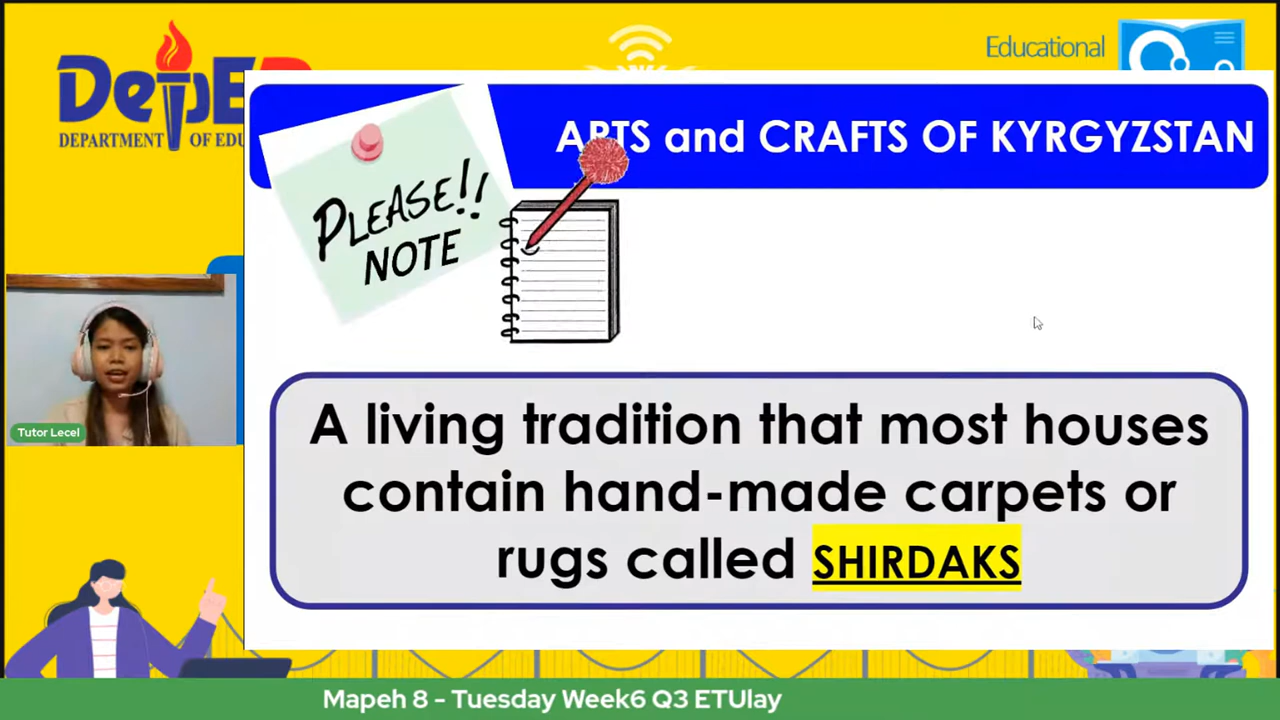 DepED
DEPARTMENT OF EDU
Educational
ARTS and CRAFTS OF KYRGYZSTAN
PLEASE!!
NOTE
A living tradition that most houses
contain hand-made carpets or
rugs called SHIRDAKS
Tutor Lecel
Mapeh 8 - Tuesday Week6 Q3 ETUlay